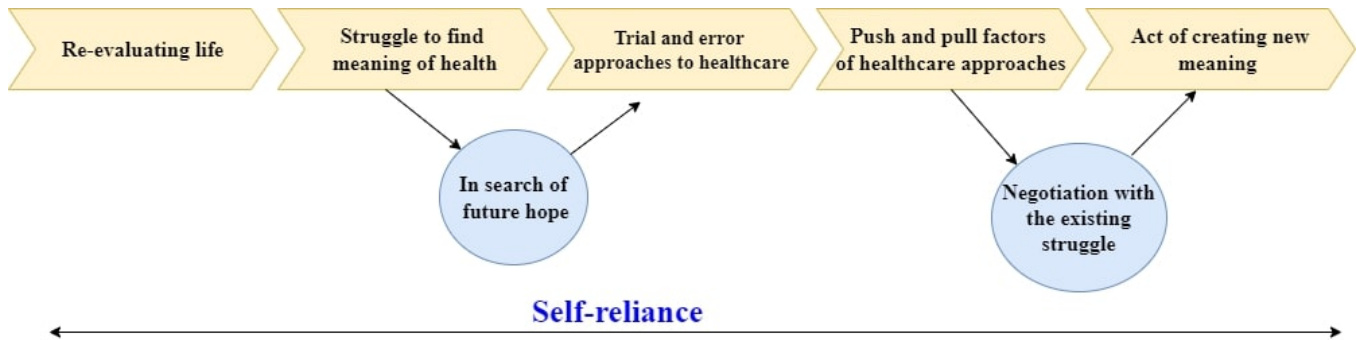 Re-evaluating life
Struggle to find
meaning of health
Trial and error
approaches to healthcare
Push and pull factors
of healthcare approaches
Act of creating new
meaning
In search of
future hope
Negotiation with
the existing
struggle
Self-reliance